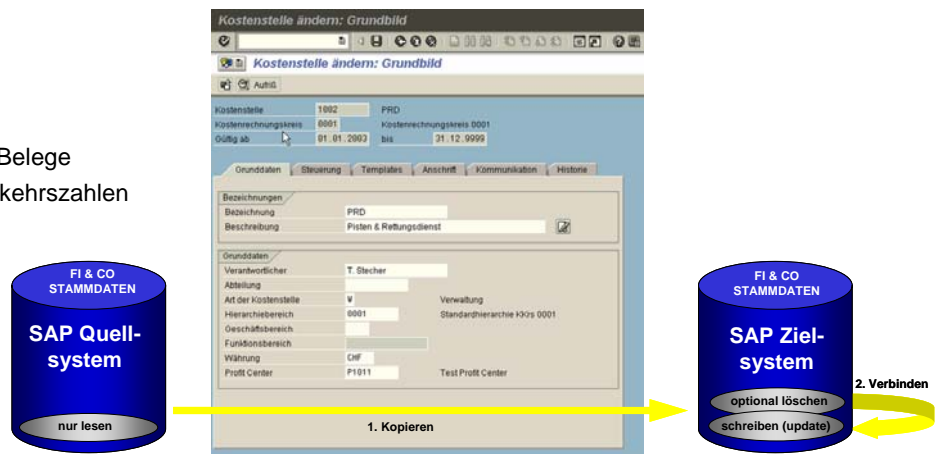 Kostenstelle ändern: Grundbild
Kostenstelle ändern: Grundbild
Aufriß
Kostenstelle 1002 PRD
Kostenrechnungskreis 0001 Kostenrechnungskreis 0001
Gültig ab 01.01.2003 bis 31.12.9999
Grunddaten Steuerung Templates Anschrift Kommunikation Historie
Bezeichnungen
Bezeichnung PRD
Beschreibung Pisten & Rettungsdienst
Grunddaten
Verantwortlicher T. Stecher
Abteilung
Art der Kostenstelle V Verwaltung
Hierarchiebereich 0001 Standardhierarchie KKrs 0001
Geschäftsbereich
Funktionsbereich
Währung CHF
Profit Center P1011 Test Profit Center
Belege
kehrszahlen
FI & CO
STAMMDATEN
SAP Quell-
system
nur lesen
1. Kopieren
FI & CO
STAMMDATEN
SAP Ziel-
system
optional löschen
schreiben (update)
2. Verbinden